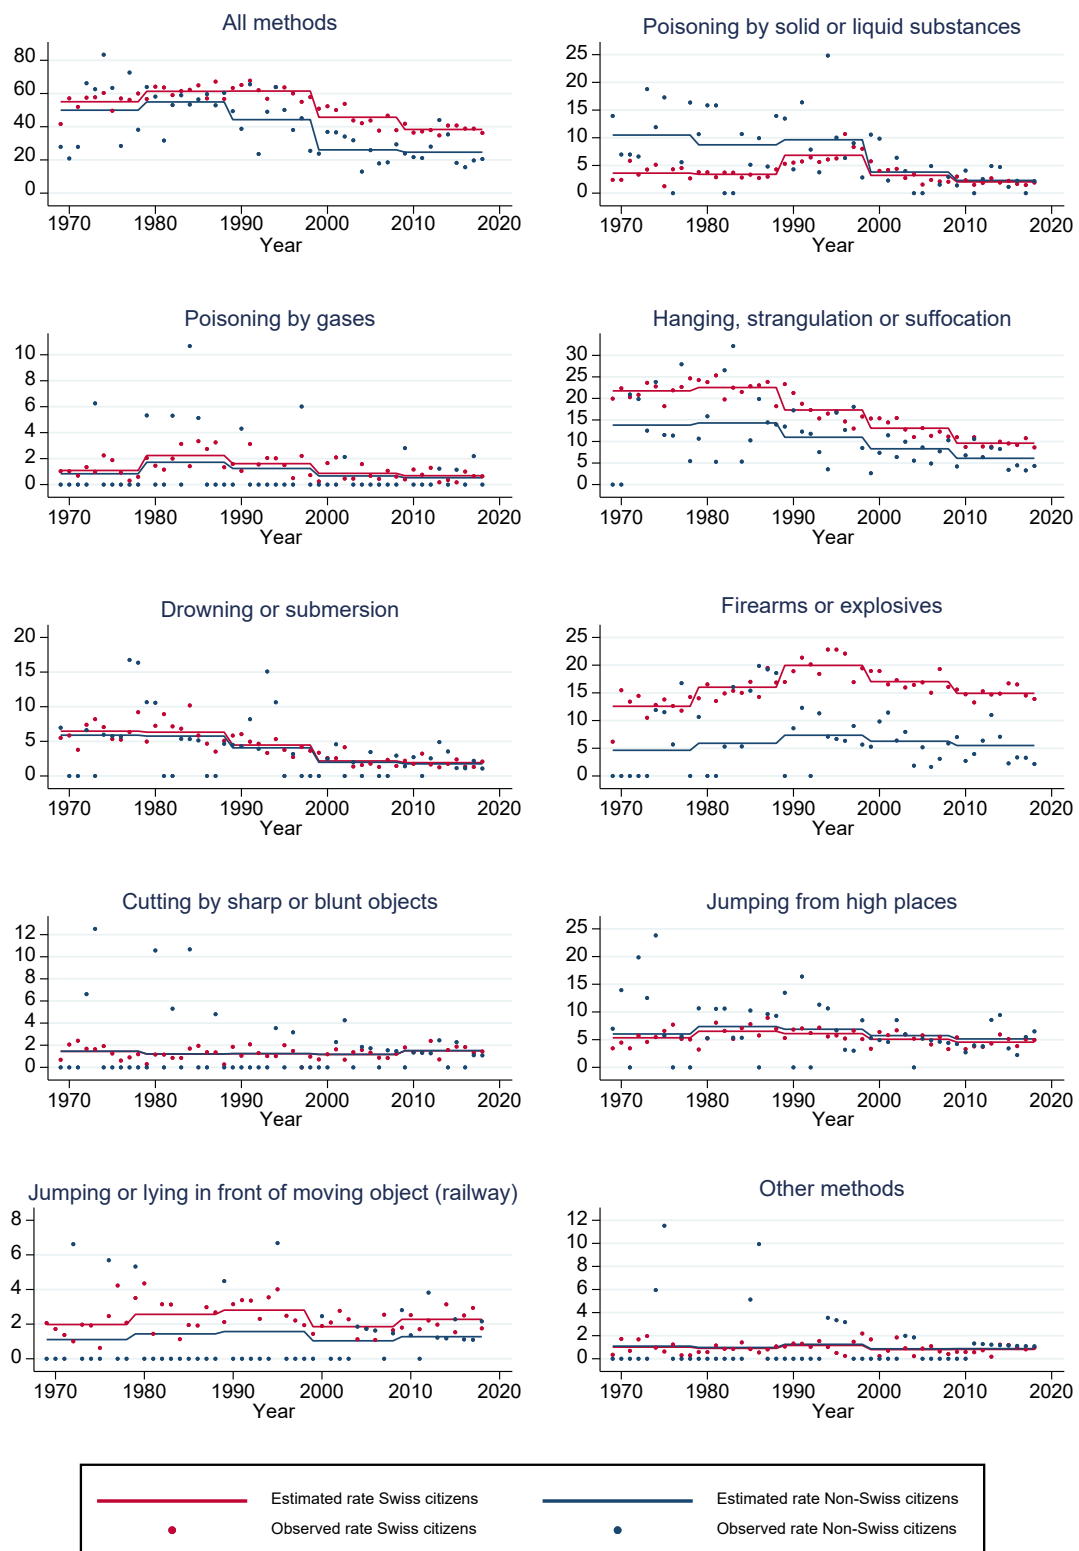 All methods
80
60
40
20
0
1970 1980 1990 2000 2010 2020
Year
Poisoning by solid or liquid substances
25
20
15
10
5
0
1970 1980 1990 2000 2010 2020
Year
Poisoning by gases
10
8
6
4
2
0
1970 1980 1990 2000 2010 2020
Year
Hanging, strangulation or suffocation
30
25
20
15
10
5
0
1970 1980 1990 2000 2010 2020
Year
Drowning or submersion
20
15
10
5
0
1970 1980 1990 2000 2010 2020
Year
Firearms or explosives
25
20
15
10
5
0
1970 1980 1990 2000 2010 2020
Year
Cutting by sharp or blunt objects
12
10
8
6
4
2
0
1970 1980 1990 2000 2010 2020
Year
Jumping from high places
25
20
15
10
5
0
1970 1980 1990 2000 2010 2020
Year
Jumping or lying in front of moving object (railway)
8
6
4
2
0
1970 1980 1990 2000 2010 2020
Year
Other methods
12
10
8
6
4
2
0
1970 1980 1990 2000 2010 2020
Year
Estimated rate Swiss citizens
Estimated rate Non-Swiss citizens
Observed rate Swiss citizens
Observed rate Non-Swiss citizens